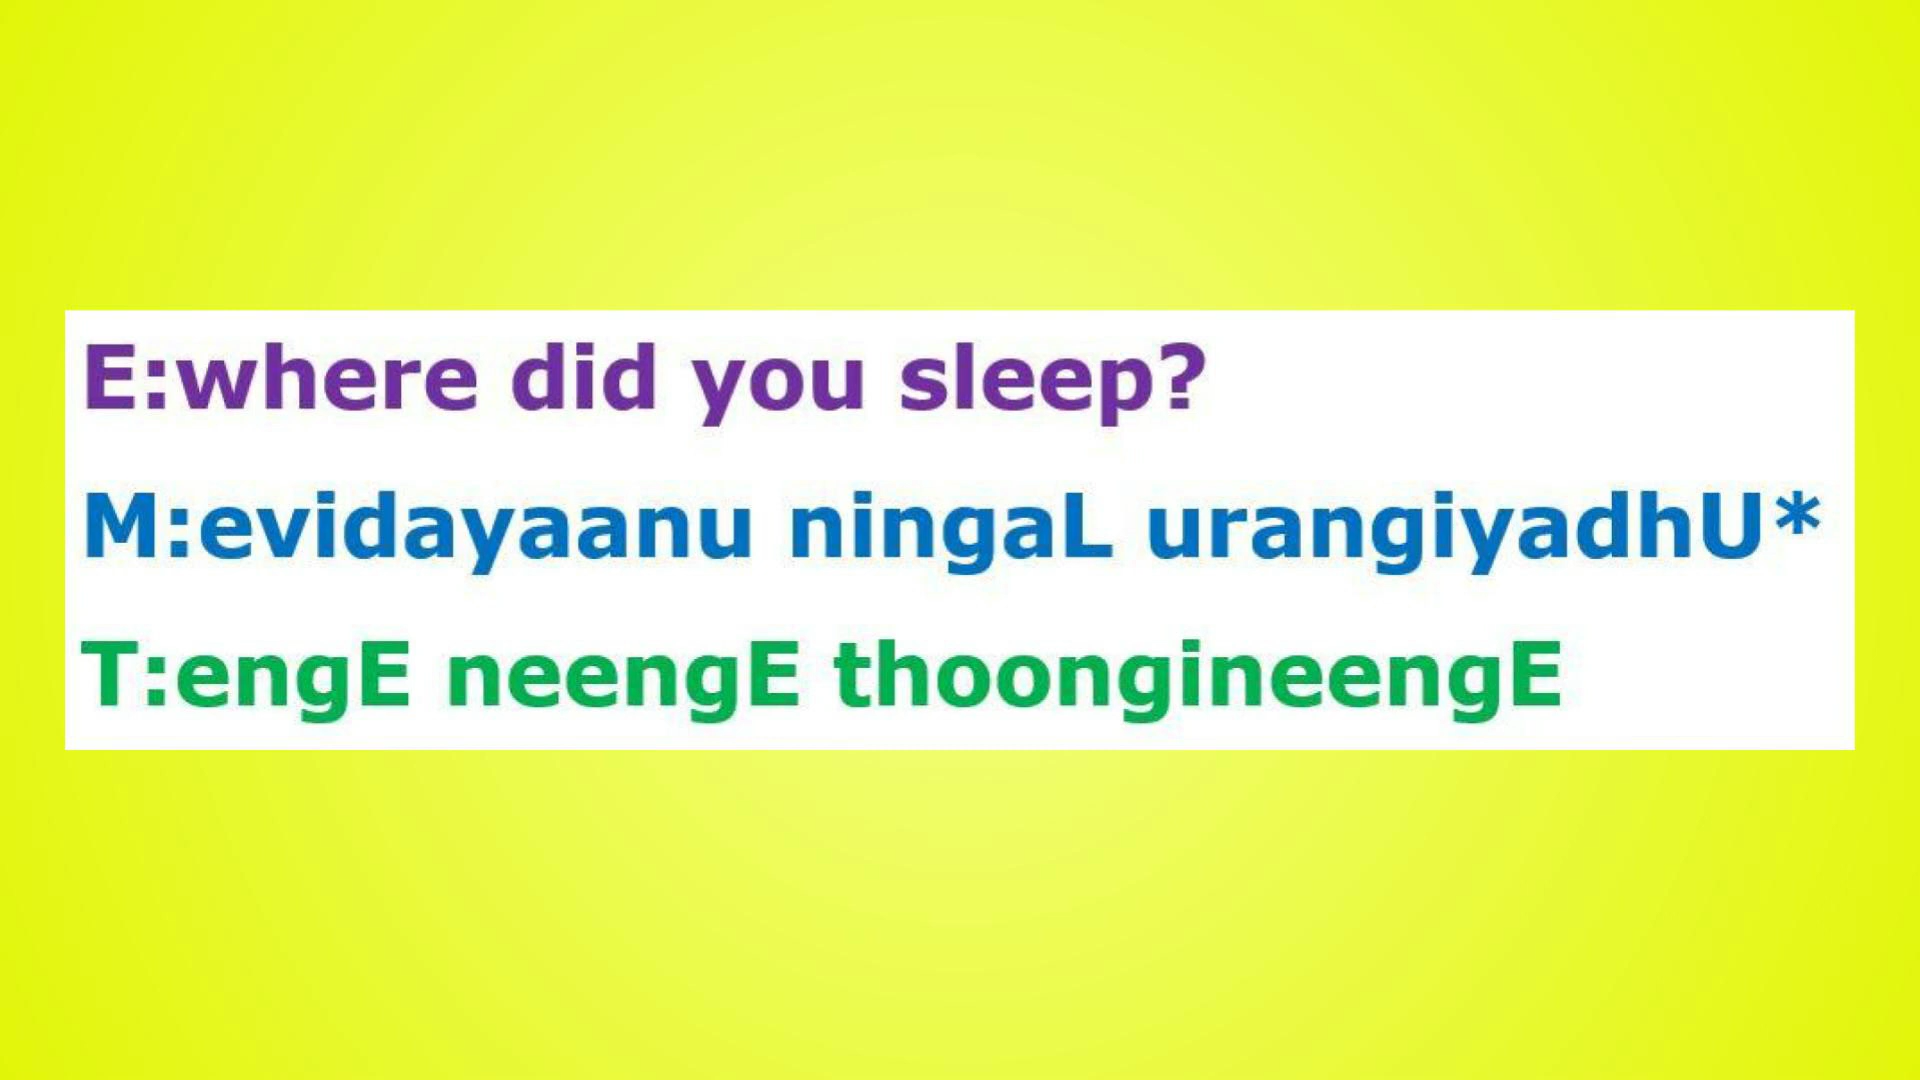 E:where did you sleep?
M:evidayaanu ningaL urangiyadhU*
T:engE neengE thoongineengE